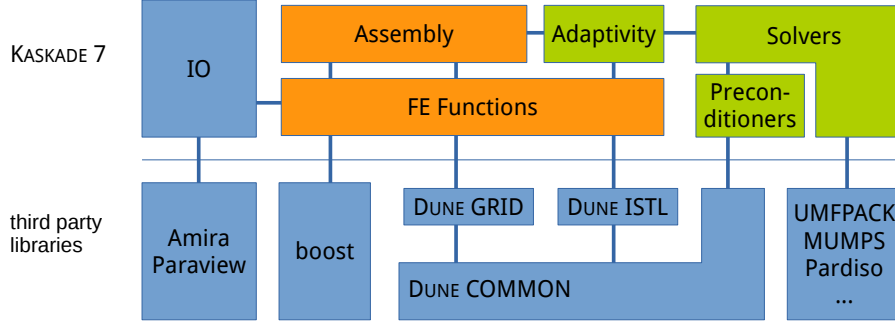 KASKADE 7
IO
Assembly
Adaptivity
Solvers
FE Functions
Precon-
ditioners
third party
libraries
Amira
Paraview
boost
DUNE GRID
DUNE ISTL
DUNE COMMON
UMFPACK
MUMPS
Pardiso
...